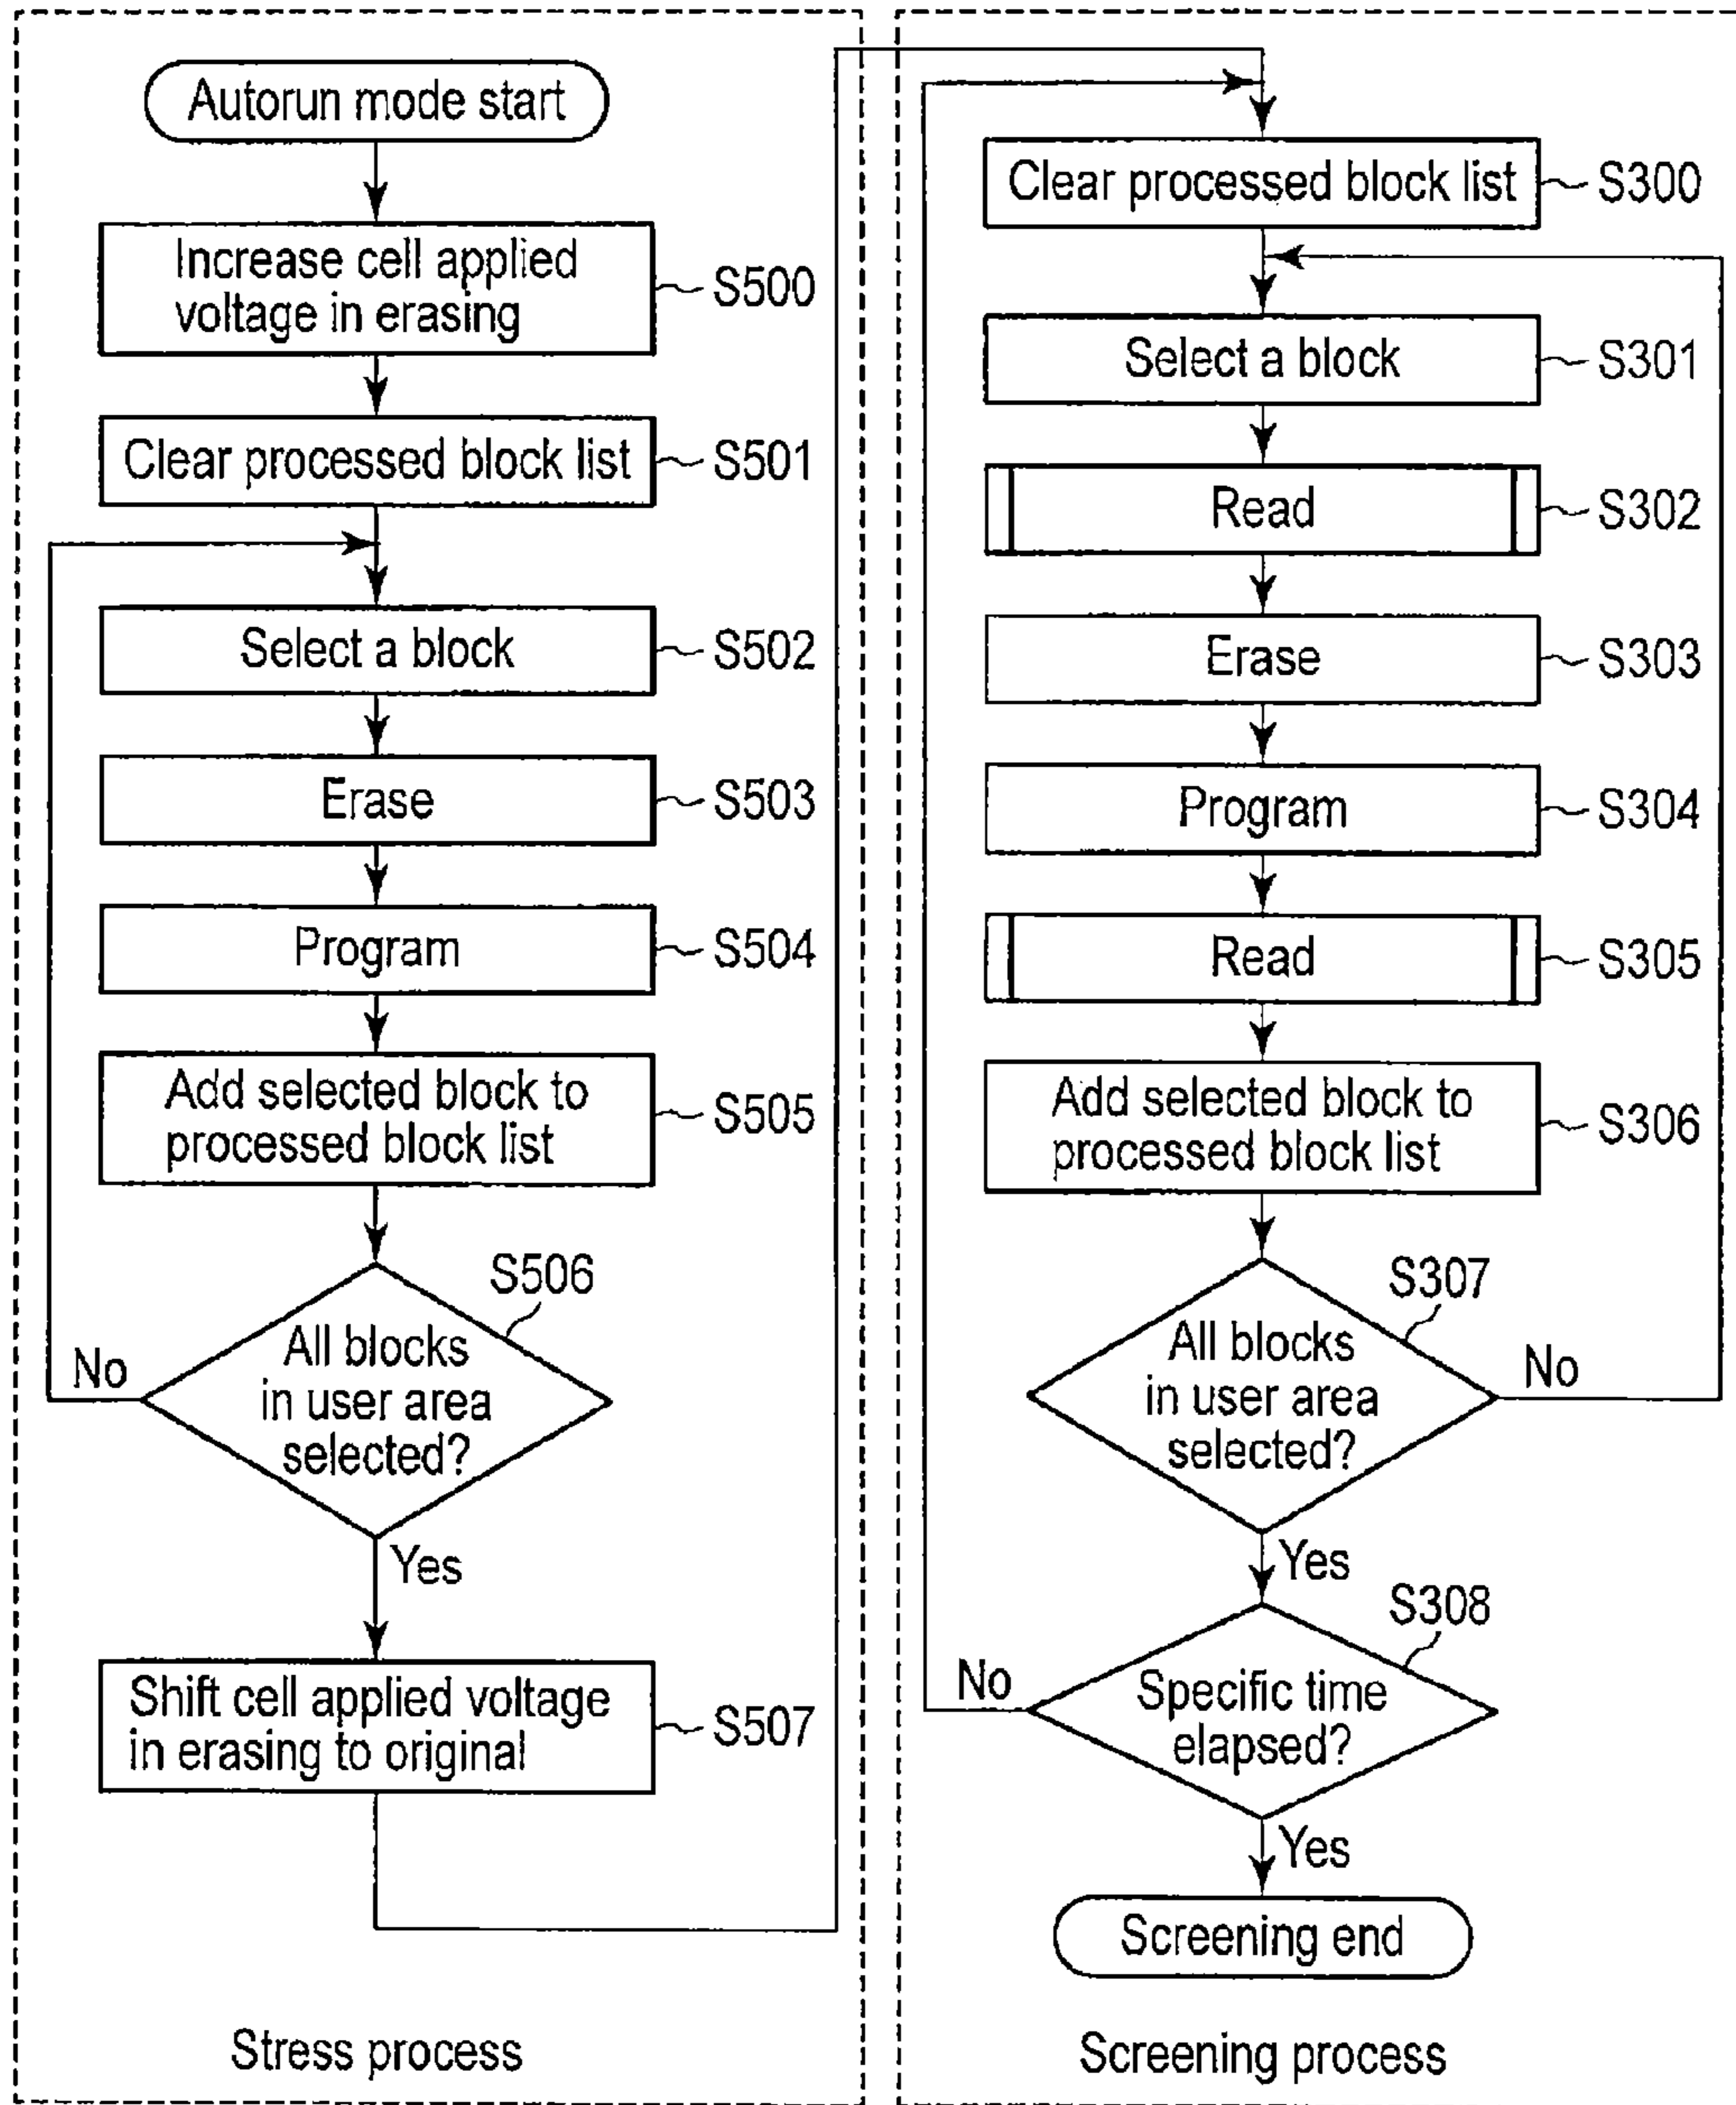 Autorun mode start
Increase cell applied
voltage in erasing
S500
Clear processed block list
S501
Select a block
S502
Erase
S503
Program
S504
Add selected block to
processed block list
S505
S506
All blocks
in user area
selected?
No
Yes
Shift cell applied voltage
in erasing to original
S507
Stress process
Clear processed block list
S300
Select a block
S301
Read
S302
Erase
S303
Program
S304
Read
S305
Add selected block to
processed block list
S306
S307
All blocks
in user area
selected?
No
Yes
S308
Specific time
elapsed?
No
Yes
Screening end
Screening process